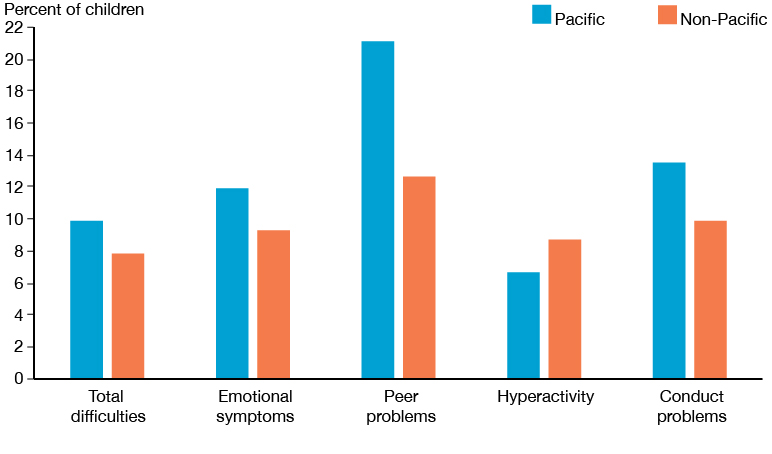 Percent of children
Pacific
Non-Pacific
22
20
18
16
14
12
10
8
6
4
2
0
Total
difficulties
Emotional
symptoms
Peer
problems
Hyperactivity
Conduct
problems